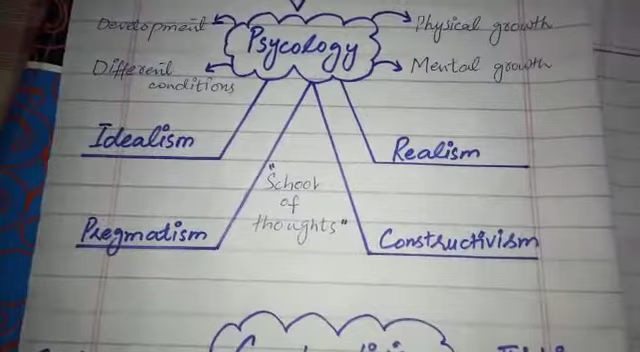 Development
Psycology
Physical growth
Different
conditions
Mental growth
Idealism
Realism
"School
of
thoughts"
Pregmatism
Constructivism